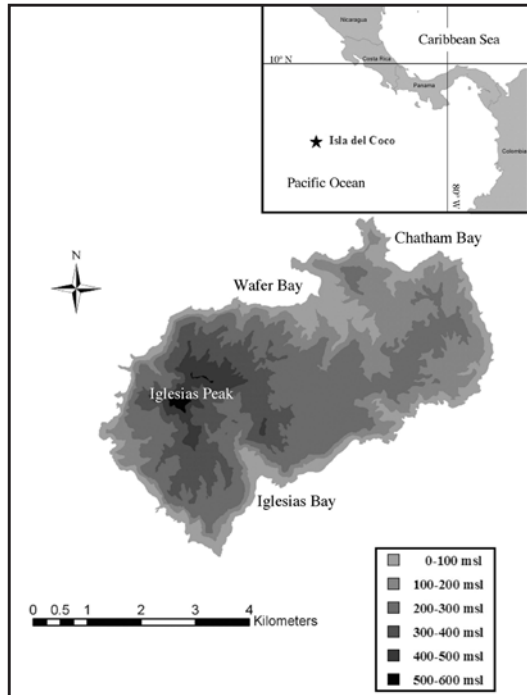 Nicaragua
Caribbean Sea
10° N
Costa Rica
Panama
Isla del Coco
Colombia
Pacific Ocean
80° W
Chatham Bay
N
Wafer Bay
Iglesias Peak
Iglesias Bay
0-100 msl
100-200 msl
200-300 msl
300-400 msl
400-500 msl
500-600 msl
0 0.5 1 2 3 4
Kilometers